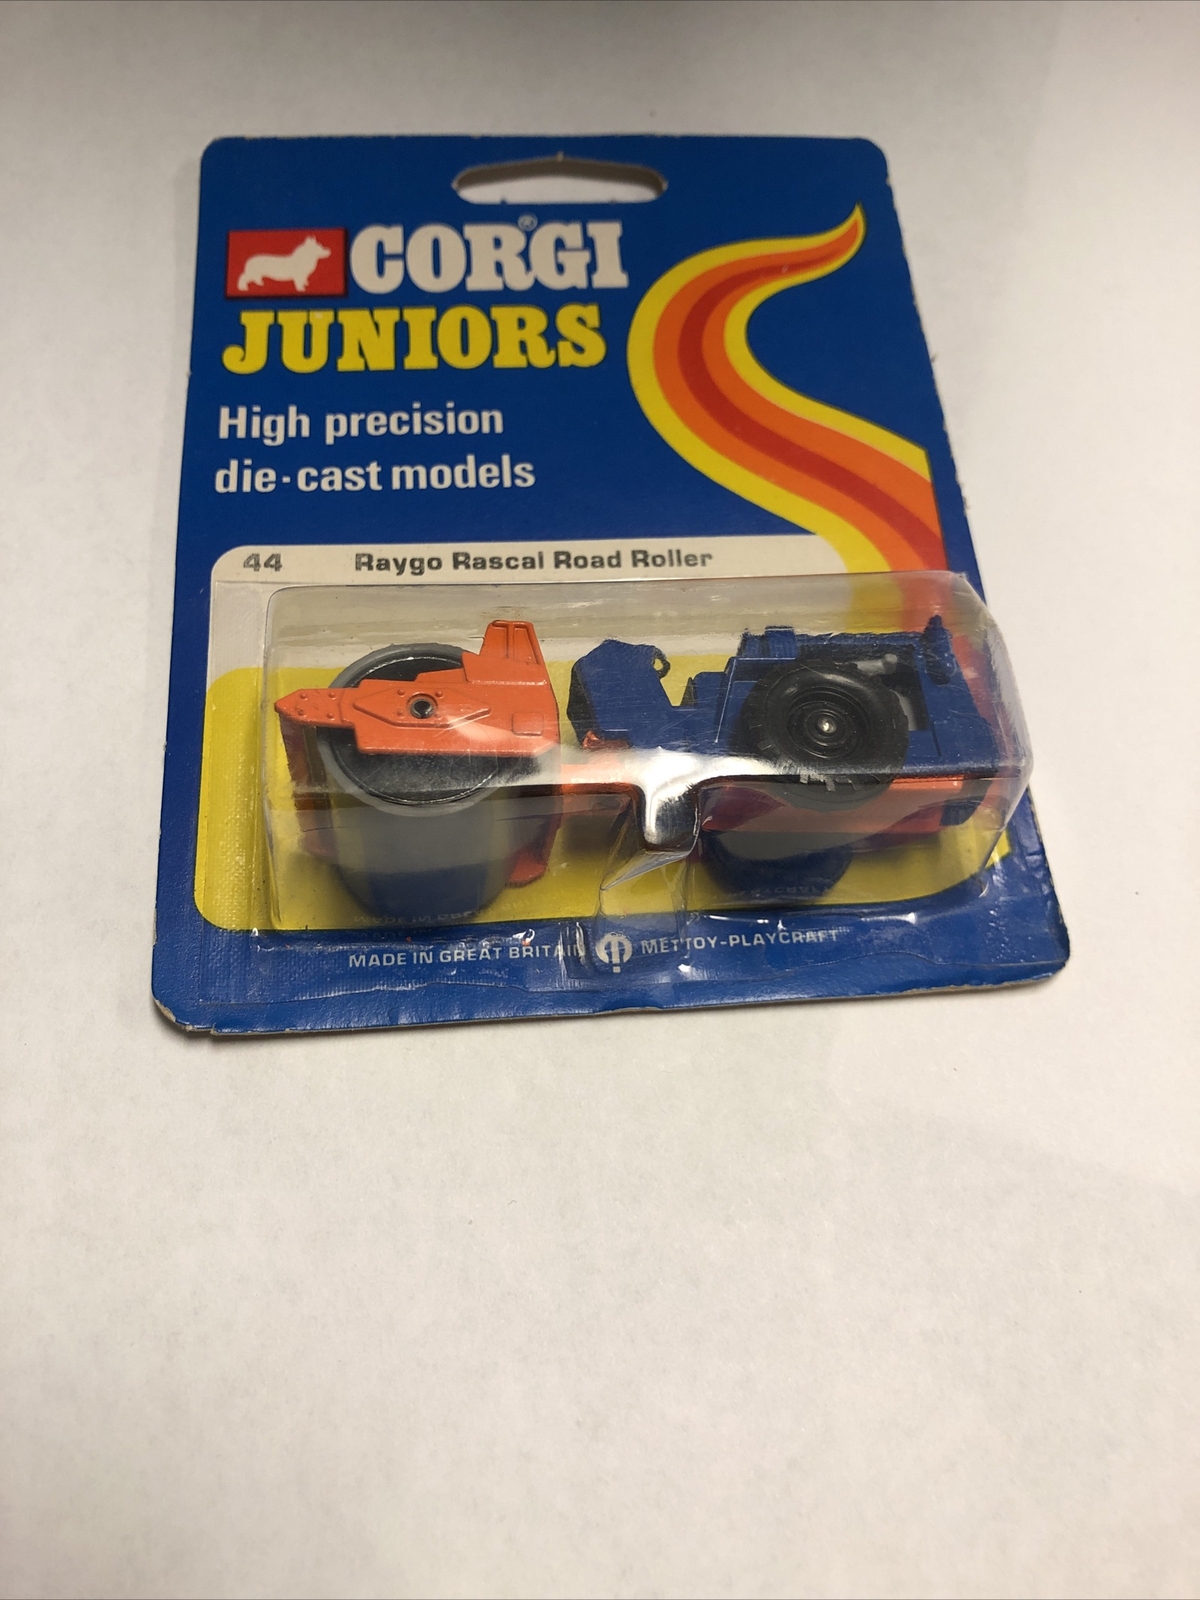 CORGI®
JUNIORS
High precision
die-cast models
44 Raygo Rascal Road Roller
MADE IN GREAT BRITAIN METTOY-PLAYCRAFT